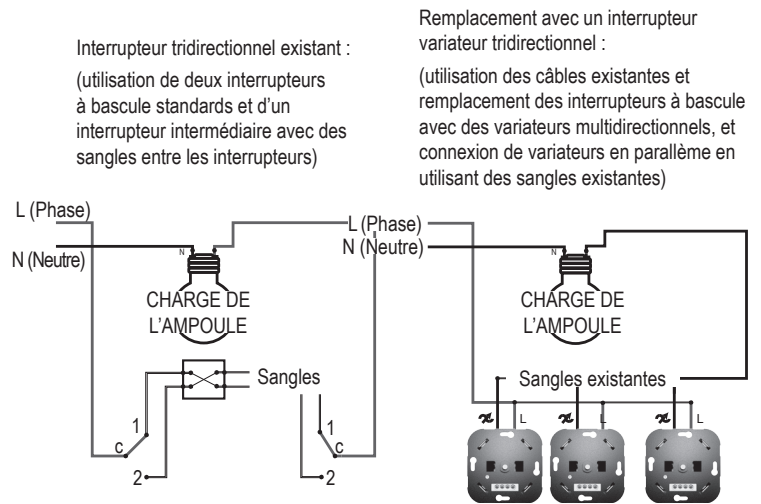 Interrupteur tridirectionnel existant :
(utilisation de deux interrupteurs
à bascule standards et d'un
interrupteur intermédiaire avec des
sangles entre les interrupteurs)
Remplacement avec un interrupteur
variateur tridirectionnel :
(utilisation des câbles existantes et
remplacement des interrupteurs à bascule
avec des variateurs multidirectionnels, et
connexion de variateurs en parallème en
utilisant des sangles existantes)
L (Phase)
N (Neutre)
N
CHARGE DE
L'AMPOULE
Sangles
1
c
2
1
c
2
L (Phase)
N (Neutre)
N
CHARGE DE
L'AMPOULE
Sangles existantes
L
L
L